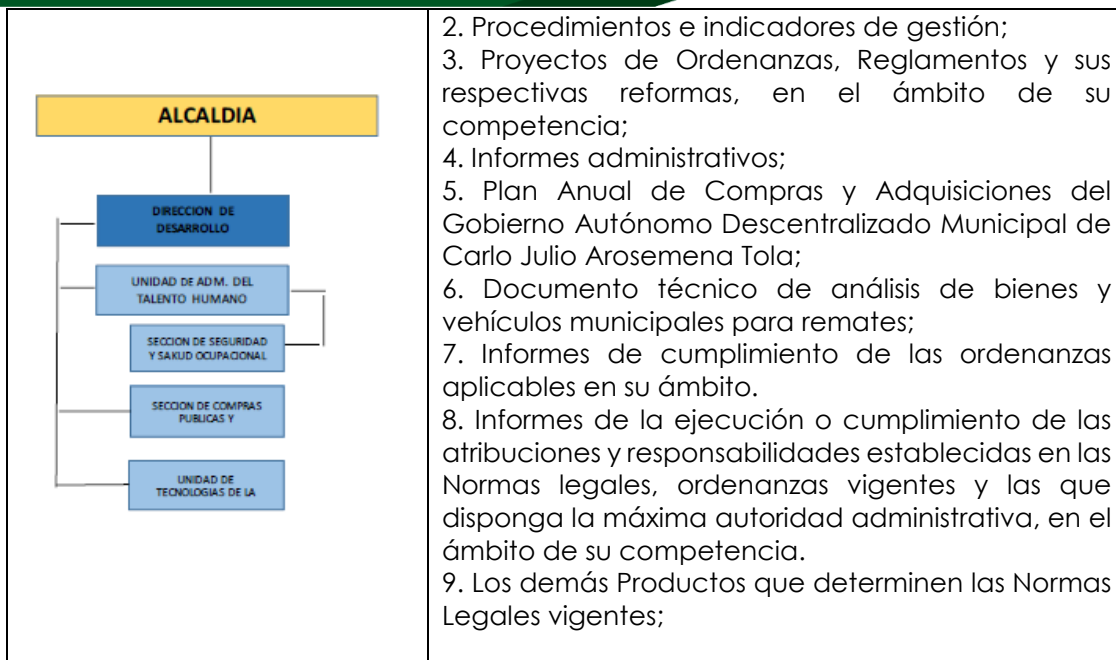 ALCALDIA
DIRECCION DE
DESARROLLO
UNIDAD DE ADM. DEL
TALENTO HUMANO
SECCION DE SEGURIDAD
Y SAKUD OCUPACIONAL
SECCION DE COMPRAS
PUBLICAS Y
UNIDAD DE
TECNOLOGIAS DE LA
2. Procedimientos e indicadores de gestión;
3. Proyectos de Ordenanzas, Reglamentos y sus
respectivas reformas, en el ámbito de su
competencia;
4. Informes administrativos;
5. Plan Anual de Compras y Adquisiciones del
Gobierno Autónomo Descentralizado Municipal de
Carlo Julio Arosemena Tola;
6. Documento técnico de análisis de bienes y
vehículos municipales para remates;
7. Informes de cumplimiento de las ordenanzas
aplicables en su ámbito.
8. Informes de la ejecución o cumplimiento de las
atribuciones y responsabilidades establecidas en las
Normas legales, ordenanzas vigentes y las que
disponga la máxima autoridad administrativa, en el
ámbito de su competencia.
9. Los demás Productos que determinen las Normas
Legales vigentes;